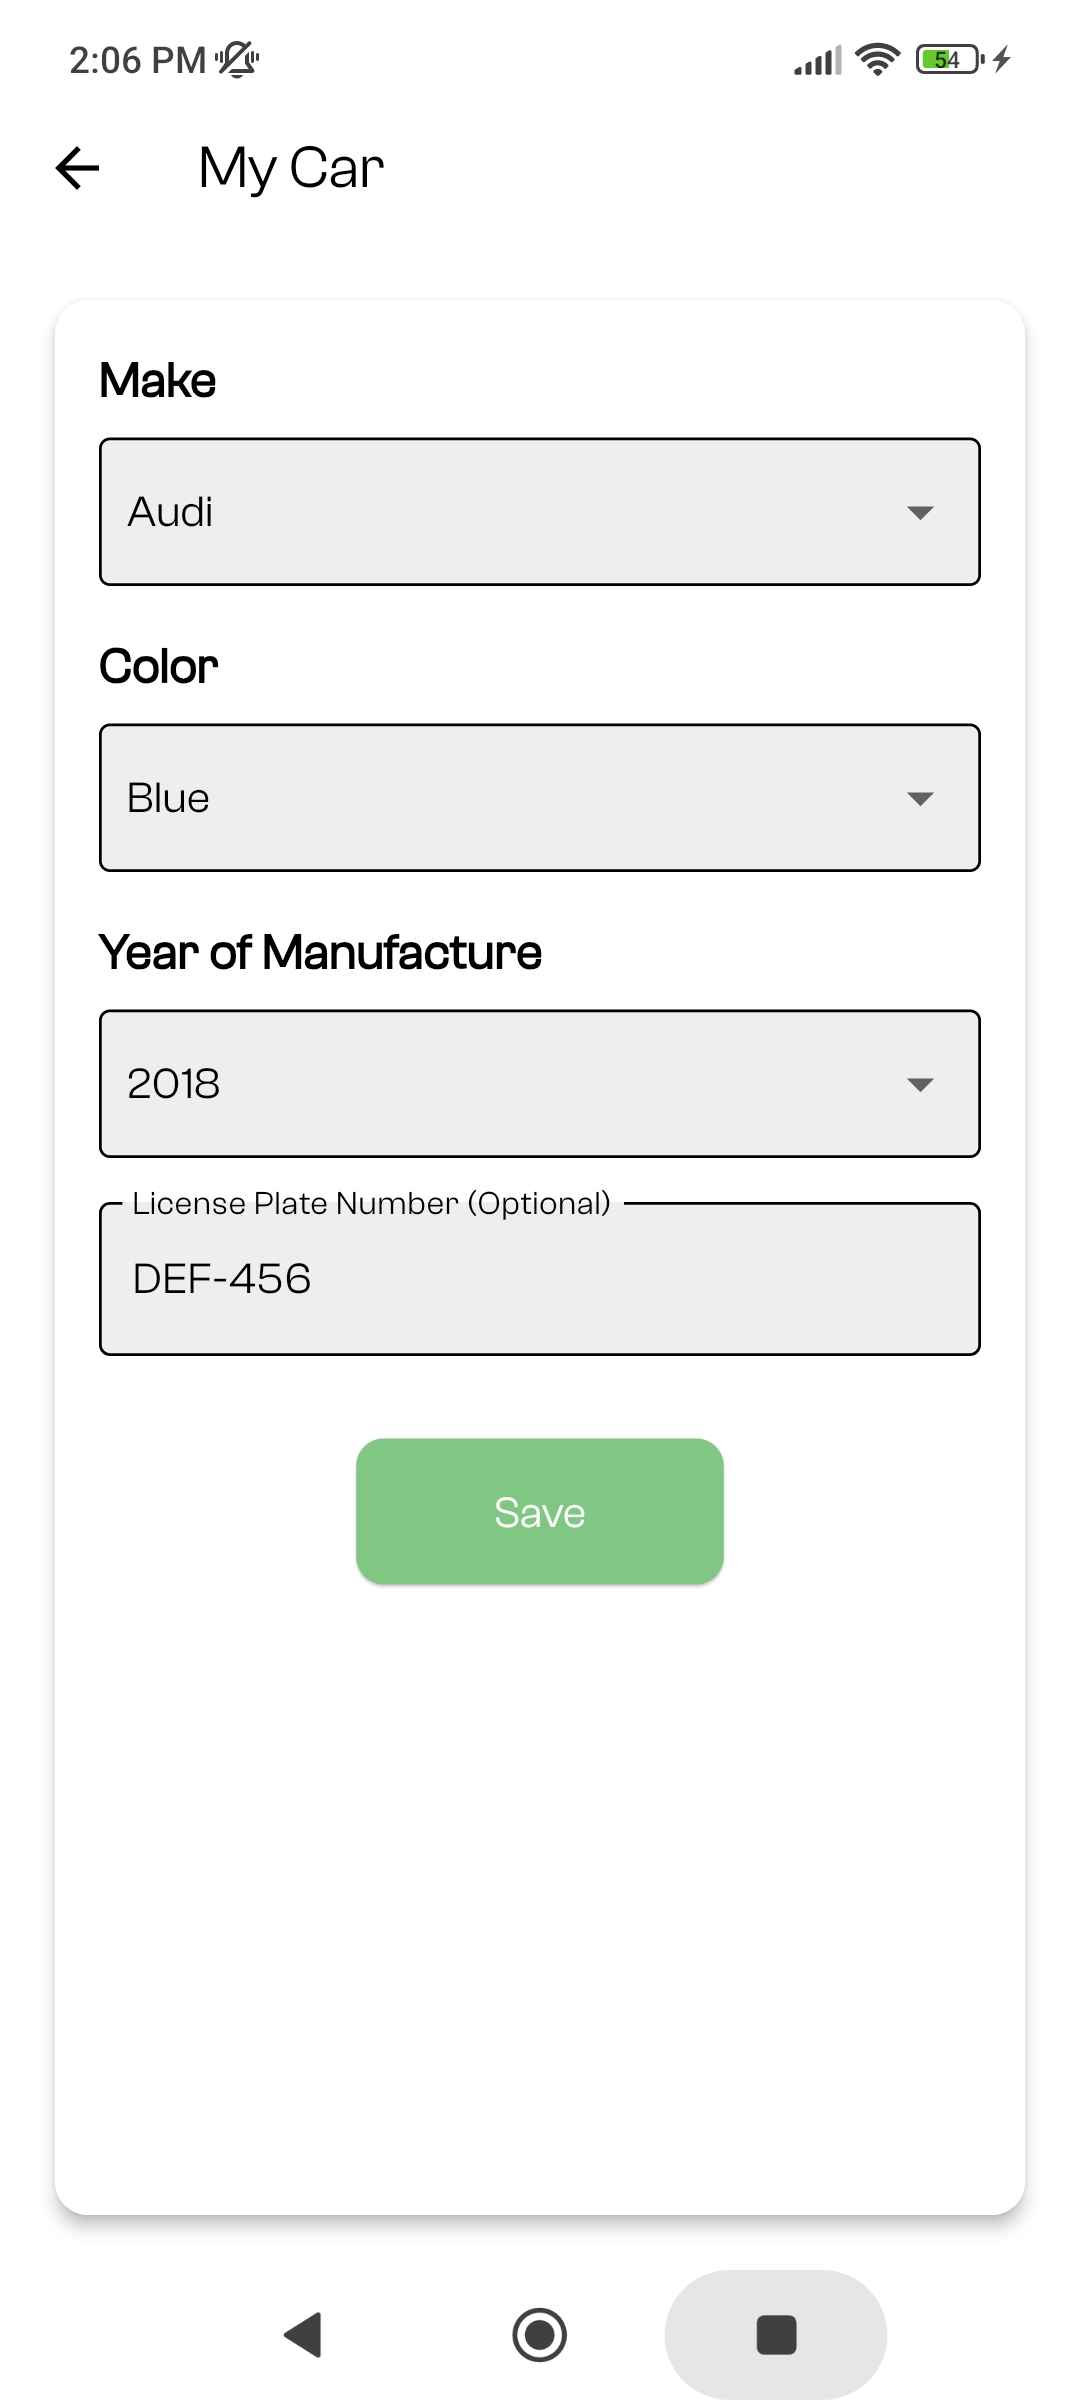 2:06 PM
54
My Car
Make
Audi
Color
Blue
Year of Manufacture
2018
License Plate Number (Optional)
DEF-456
Save